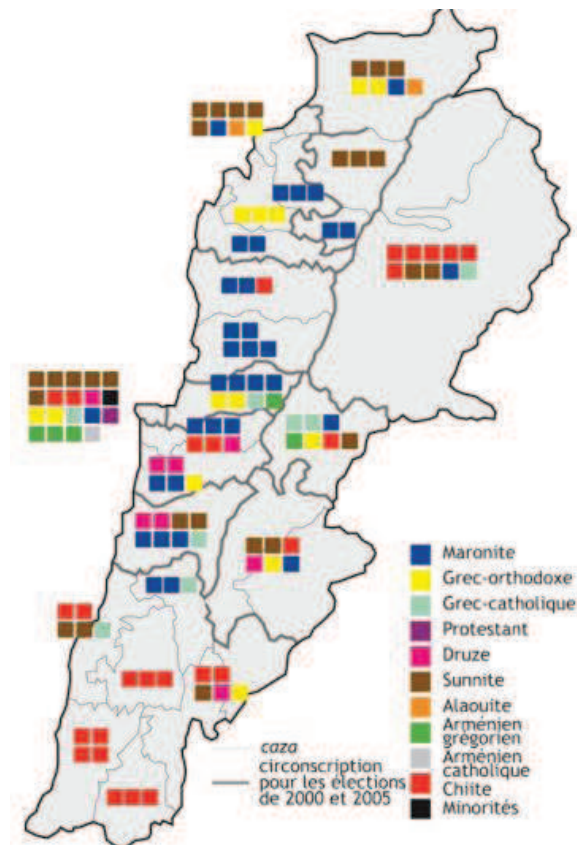 Maronite
Grec-orthodoxe
Grec-catholique
Protestant
Druze
Sunnite
Alaouite
Arménien
grégorien
Arménien
catholique
Chiite
Minorités
caza
circonscription
pour les élections
de 2000 et 2005